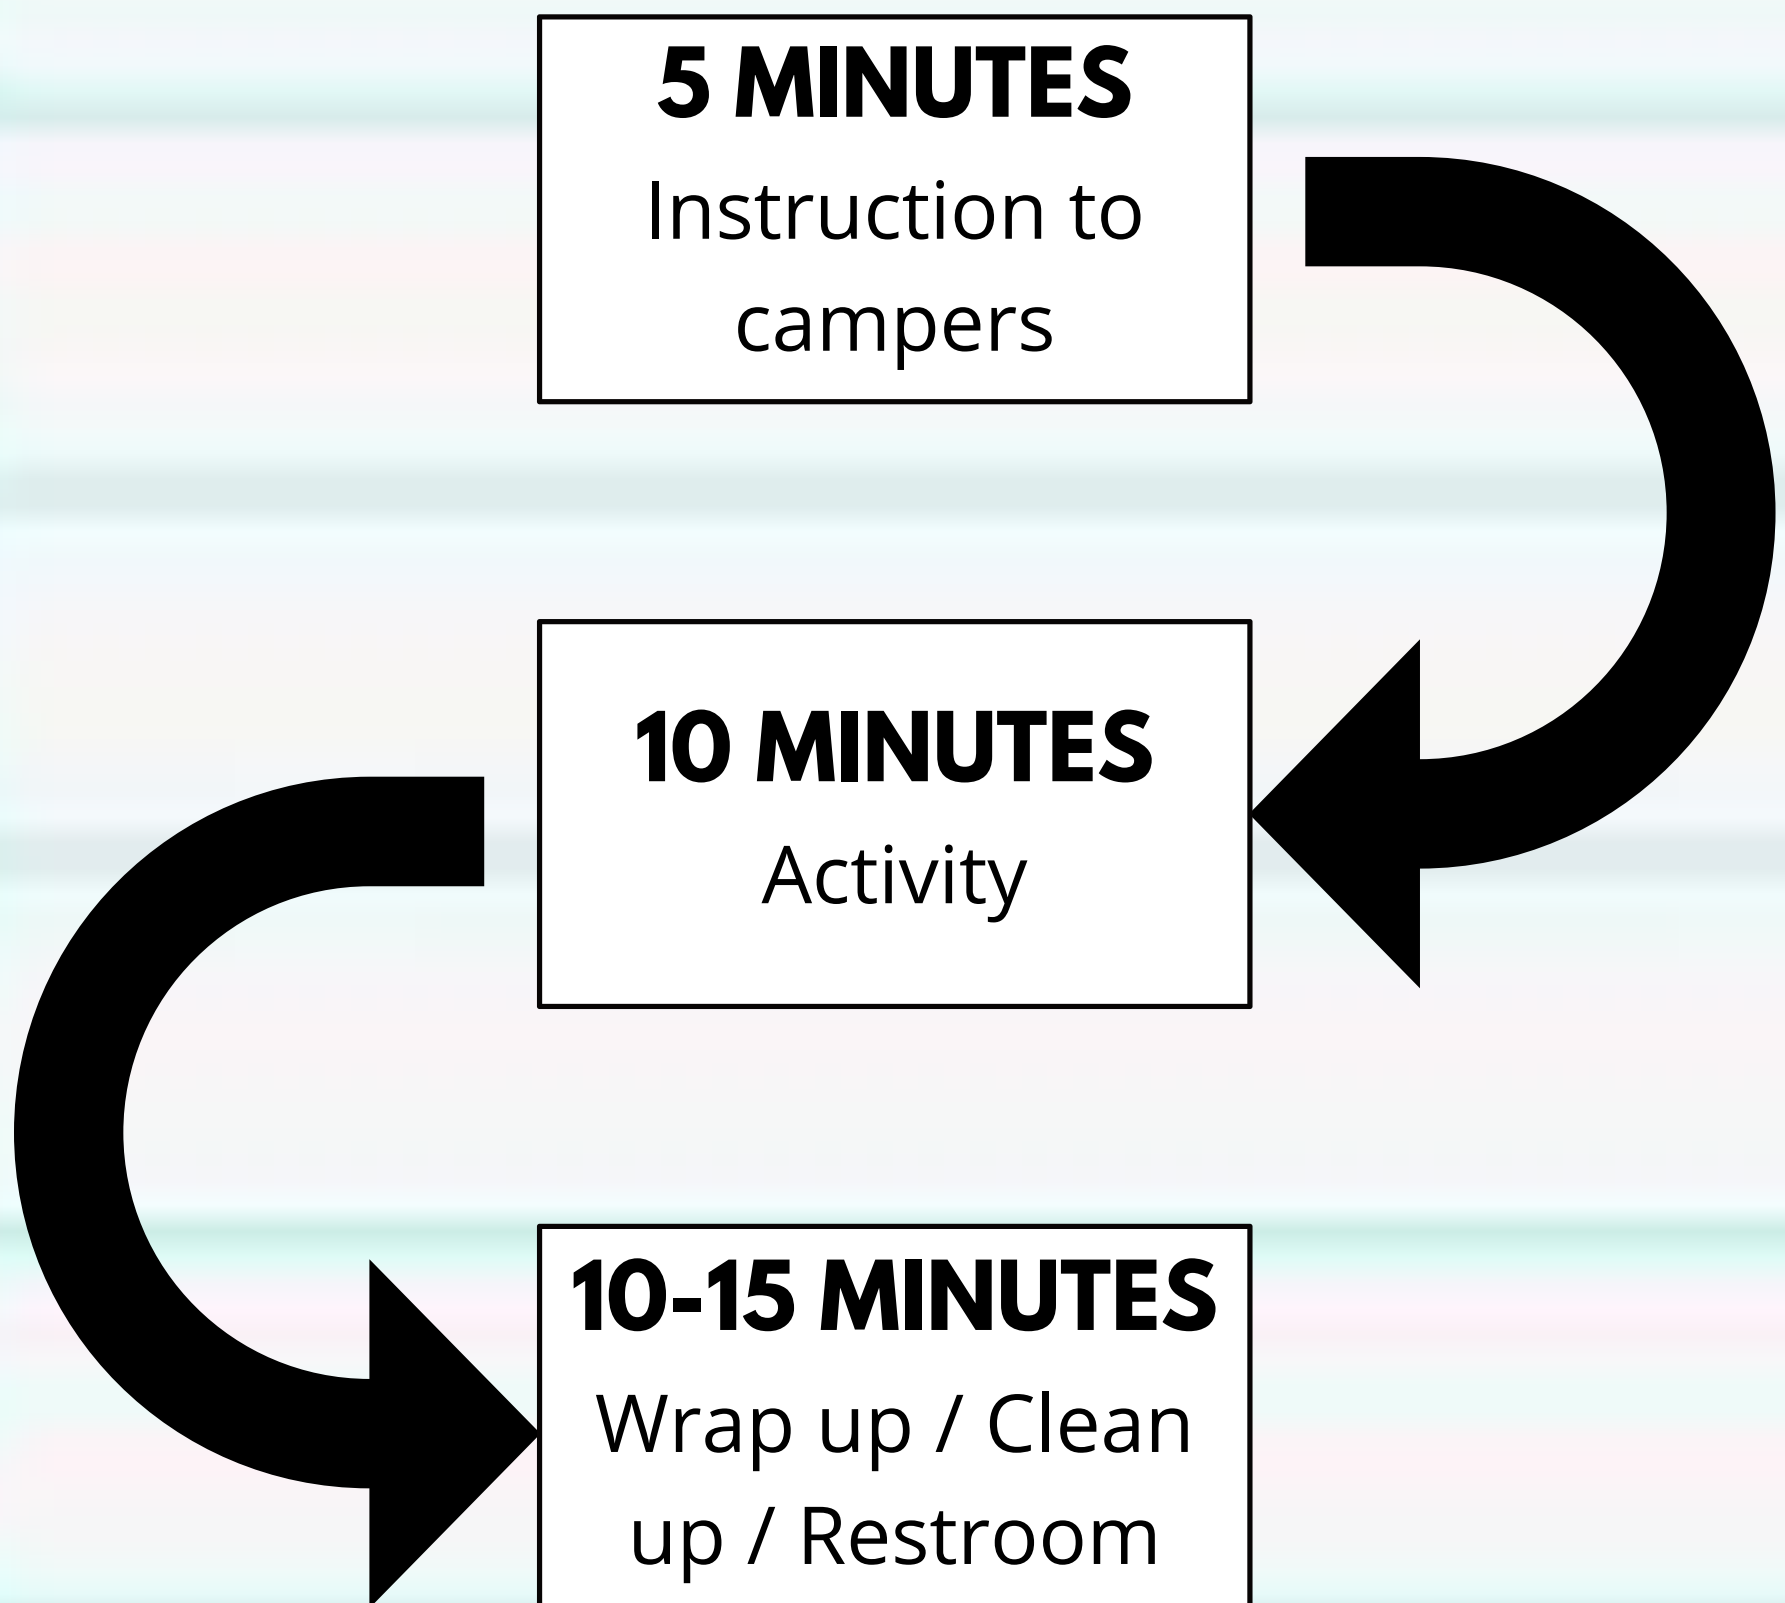 5 MINUTES
Instruction to
campers
10 MINUTES
Activity
10-15 MINUTES
Wrap up / Clean
up / Restroom